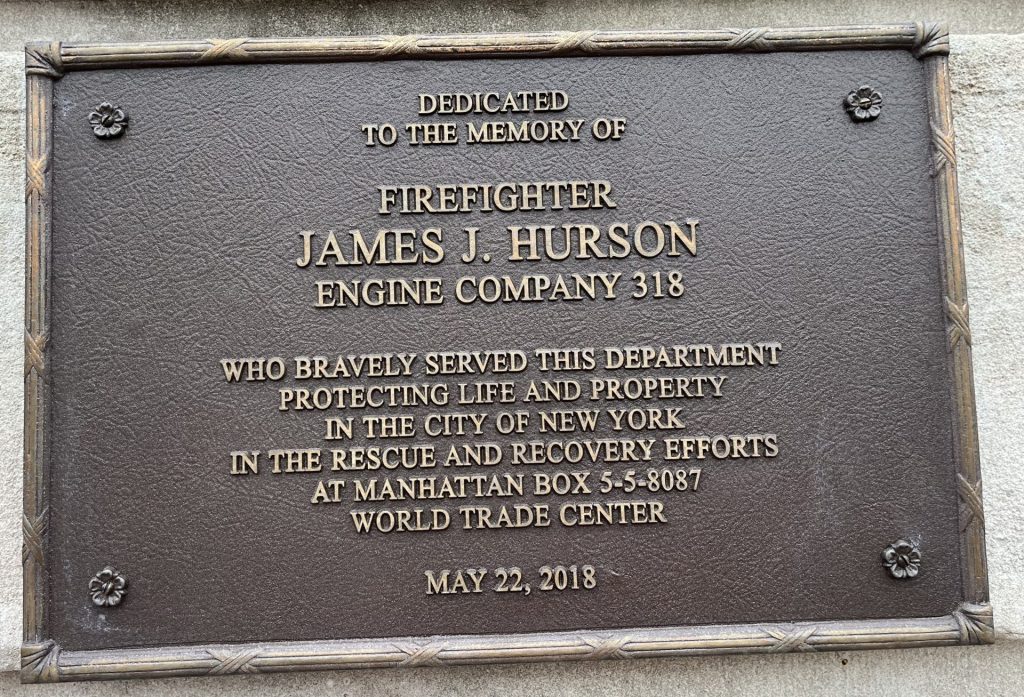 DEDICATED
TO THE MEMORY OF
FIREFIGHTER
JAMES J. HURSON
ENGINE COMPANY 318
WHO BRAVELY SERVED THIS DEPARTMENT
PROTECTING LIFE AND PROPERTY
IN THE CITY OF NEW YORK
IN THE RESCUE AND RECOVERY EFFORTS
AT MANHATTAN BOX 5-5-8087
WORLD TRADE CENTER
MAY 22, 2018